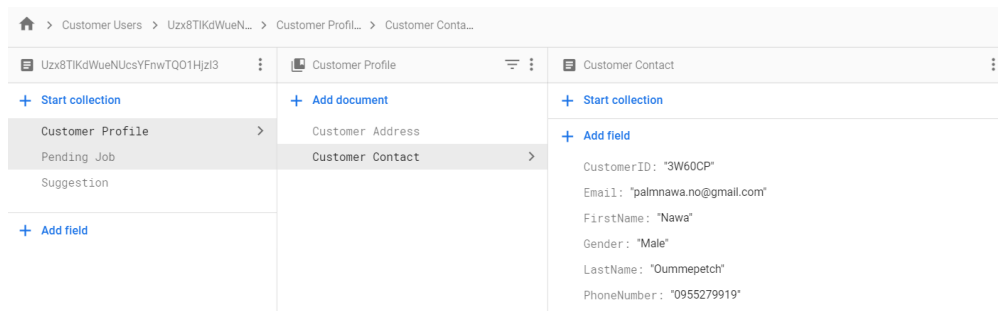 Customer Users > Uzx8TIKdWueN... > Customer Profil... > Customer Conta...
Uzx8TIKdWueNUcsYFnwTQO1Hjzl3
Start collection
Customer Profile
Pending Job
Suggestion
Add field
Customer Profile
Add document
Customer Address
Customer Contact
Customer Contact
Start collection
Add field
CustomerID: "3W60CP"
Email: "palmnawa.no@gmail.com"
FirstName: "Nawa"
Gender: "Male"
LastName: "Oummepetch"
PhoneNumber: "0955279919"